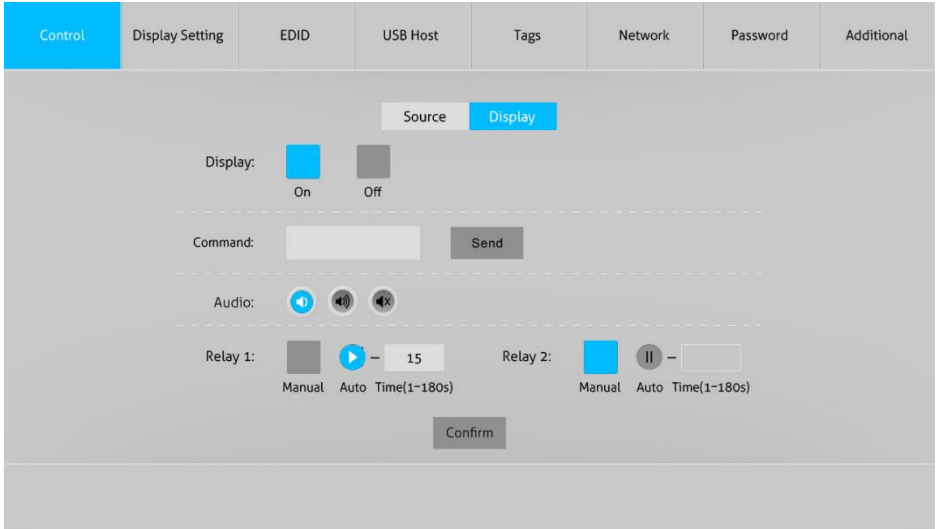 Control Display Setting EDID USB Host Tags Network Password Additional
Source Display
Display:
On Off
Command: Send
Audio:
Relay 1: 15 Relay 2:
Manual Auto Time(1~180s) Manual Auto Time(1~180s)
Confirm